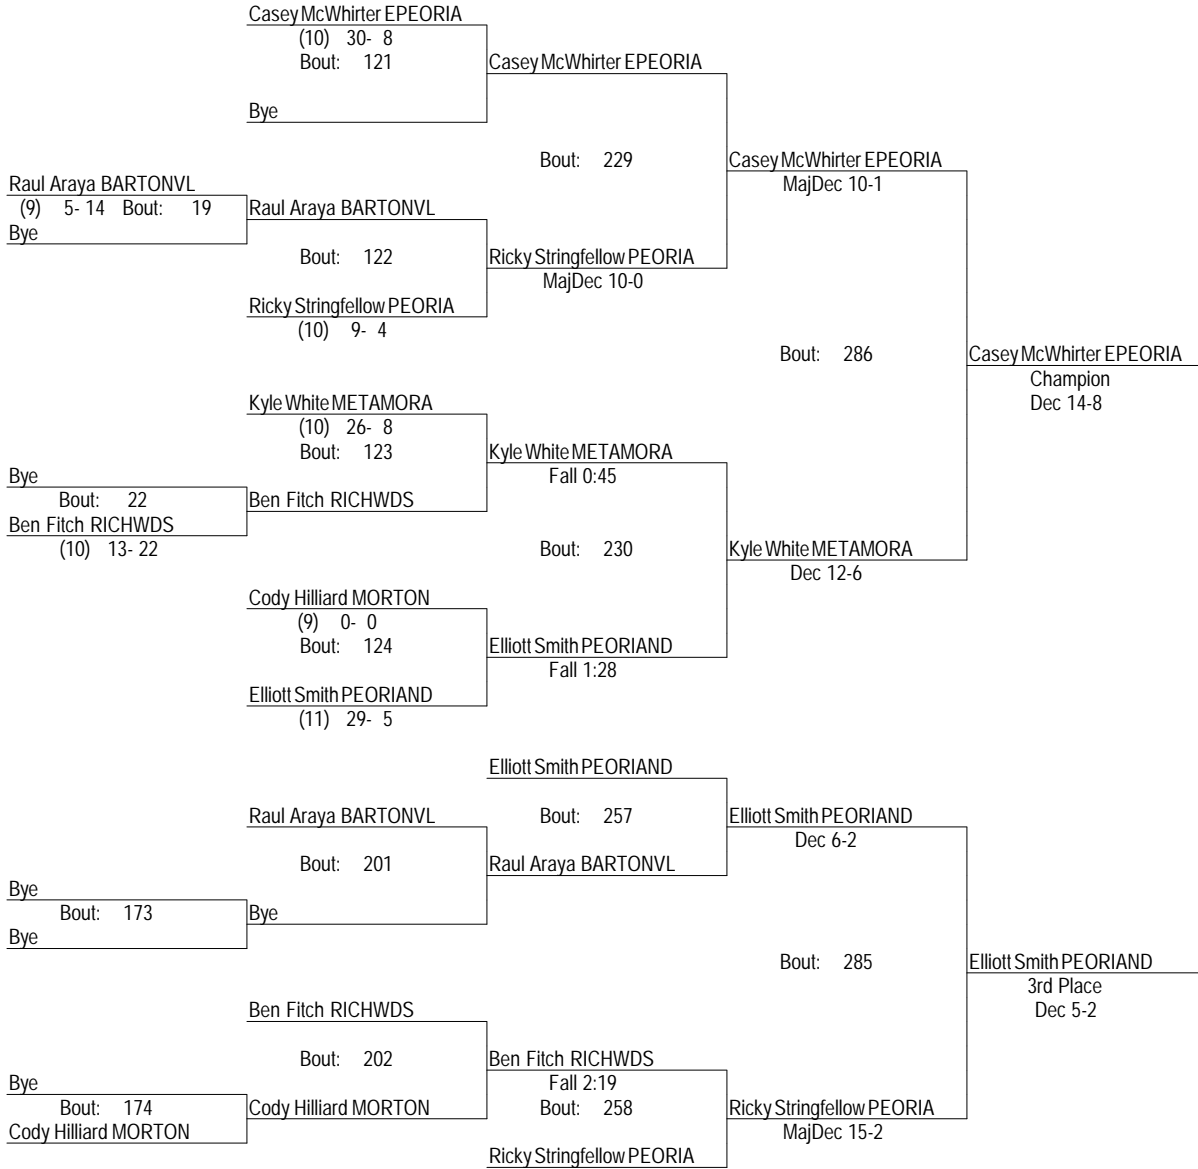 Casey McWhirter EPEORIA
(10) 30- 8
Bout: 121
Casey McWhirter EPEORIA
Bye
Bout: 229
Casey McWhirter EPEORIA
MajDec 10-1
Raul Araya BARTONVL
(9) 5- 14 Bout: 19
Raul Araya BARTONVL
Bye
Bout: 122
Ricky Stringfellow PEORIA
MajDec 10-0
Ricky Stringfellow PEORIA
(10) 9- 4
Bout: 286
Casey McWhirter EPEORIA
Champion
Dec 14-8
Kyle White METAMORA
(10) 26- 8
Bout: 123
Kyle White METAMORA
Fall 0:45
Bye
Bout: 22
Ben Fitch RICHWDS
Ben Fitch RICHWDS
(10) 13- 22
Bout: 230
Kyle White METAMORA
Dec 12-6
Cody Hilliard MORTON
(9) 0- 0
Bout: 124
Elliott Smith PEORIAND
Fall 1:28
Elliott Smith PEORIAND
(11) 29- 5
Elliott Smith PEORIAND
Raul Araya BARTONVL
Bout: 257
Elliott Smith PEORIAND
Dec 6-2
Bout: 201
Raul Araya BARTONVL
Bye
Bout: 173
Bye
Bye
Bout: 285
Elliott Smith PEORIAND
3rd Place
Dec 5-2
Ben Fitch RICHWDS
Bout: 202
Ben Fitch RICHWDS
Fall 2:19
Bye
Bout: 174
Cody Hilliard MORTON
Bout: 258
Ricky Stringfellow PEORIA
MajDec 15-2
Cody Hilliard MORTON
Ricky Stringfellow PEORIA